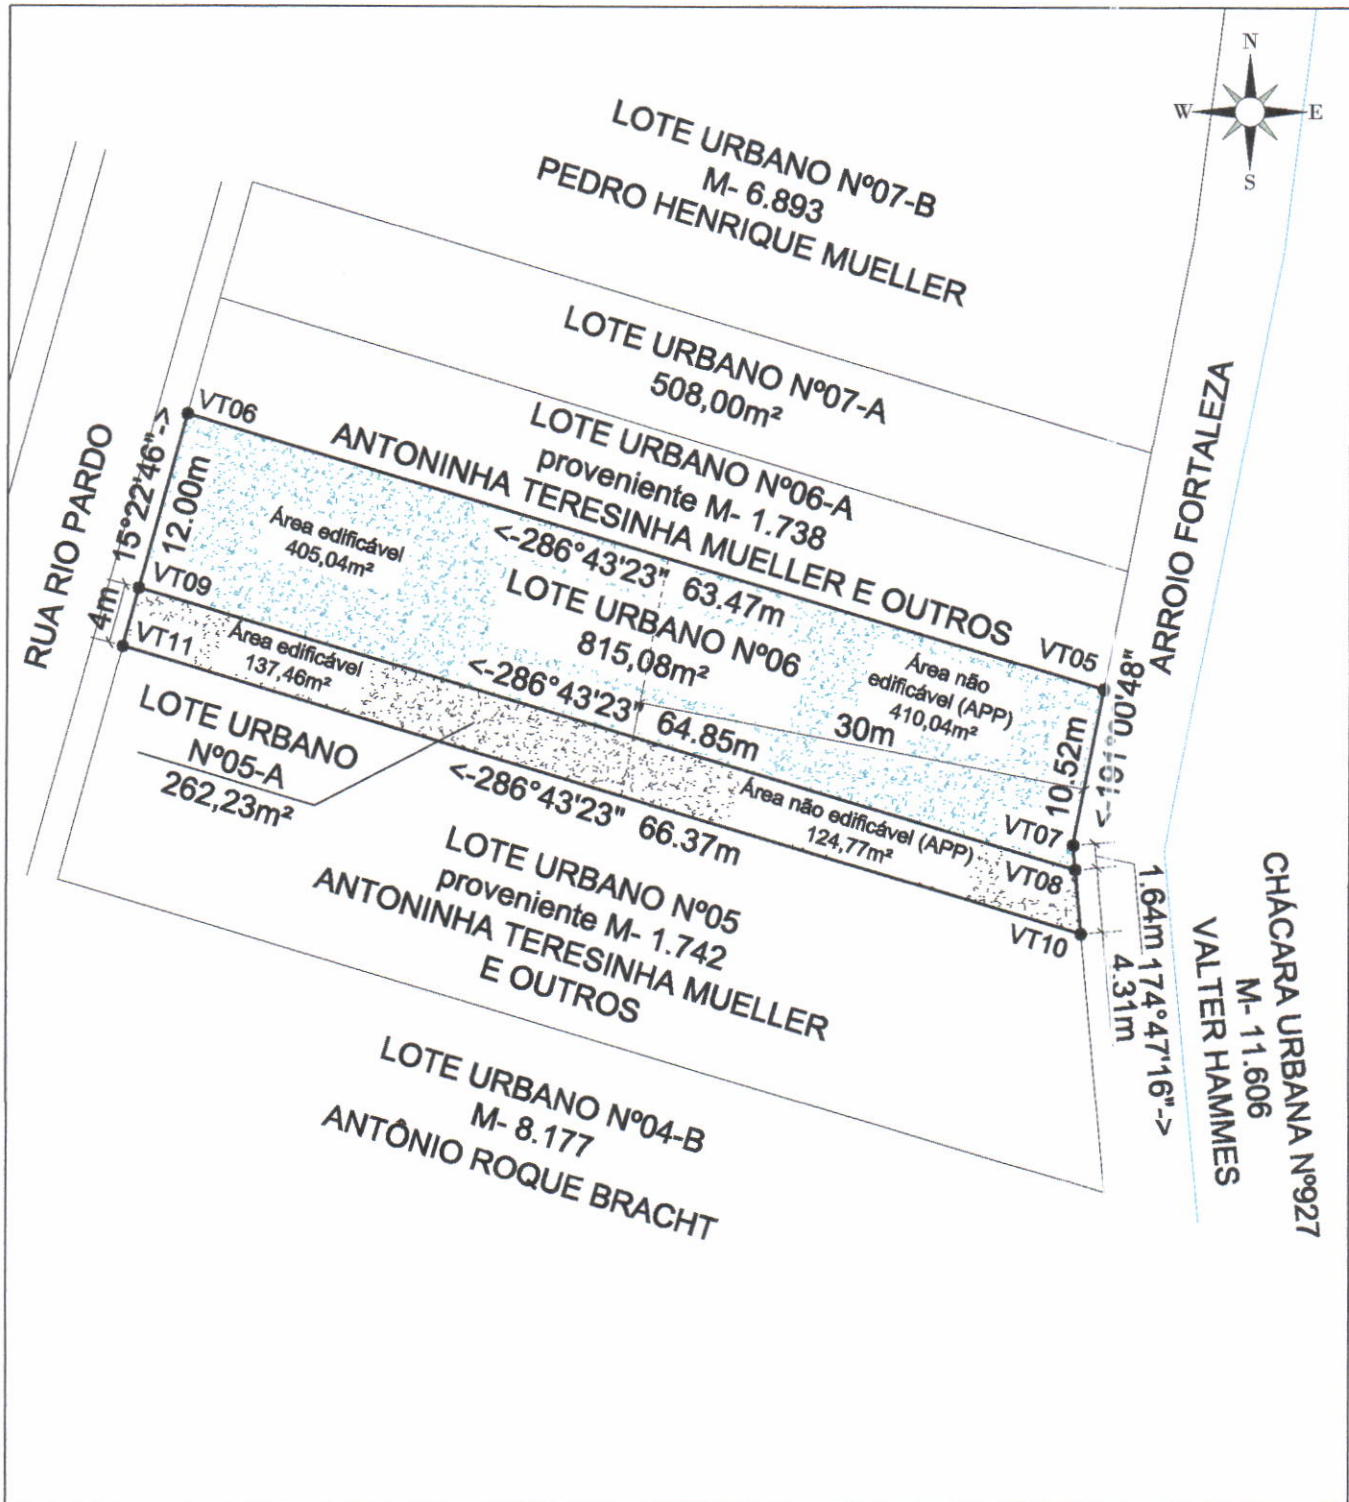 N
W
E
S
LOTE URBANO Nº07-B
M- 6.893
PEDRO HENRIQUE MUELLER
LOTE URBANO Nº07-A
508,00m²
LOTE URBANO Nº06-A
proveniente M- 1.738
ANTONINHA TERESINHA MUELLER E OUTROS
<-286°43'23" 63.47m
VT06
VT05
RUA RIO PARDO
15°22'46"->
12.00m
4m
Área edificável
405,04m²
LOTE URBANO Nº06
815,08m²
Área não
edificável (APP)
410,04m²
30m
ARROIO FORTALEZA
10.52m
VT09
<-286°43'23" 64.85m
VT07
VT11
Área edificável
137,46m²
Área não edificável (APP)
124,77m²
VT08
VT10
<-286°43'23" 66.37m
LOTE URBANO
Nº05-A
262,23m²
1.64m 174°47'16"->
4.31m
LOTE URBANO Nº05
proveniente M- 1.742
ANTONINHA TERESINHA MUELLER
E OUTROS
CHÁCARA URBANA Nº927
M- 11.606
VALTER HAMMES
LOTE URBANO Nº04-B
M- 8.177
ANTÔNIO ROQUE BRACHT